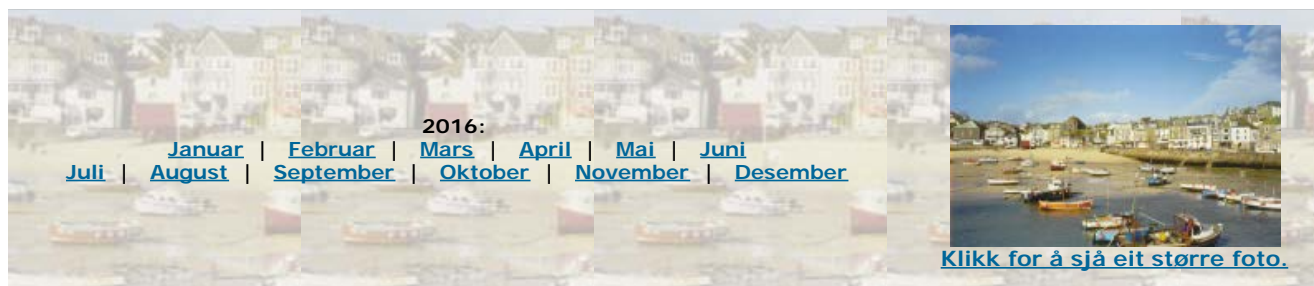 2016:
Januar | Februar | Mars | April | Mai | Juni
Juli | August | September | Oktober | November | Desember
Klikk for å sjå eit større foto.